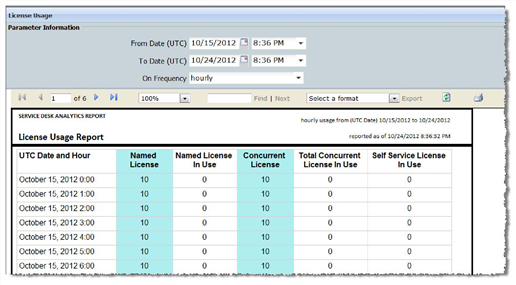 License Usage
Parameter Information
From Date (UTC) 10/15/2012 8:36 PM
To Date (UTC) 10/24/2012 8:36 PM
On Frequency hourly
1 of 6 100% Find | Next Select a format Export
SERVICE DESK ANALYTICS REPORT
hourly usage from (UTC Date) 10/15/2012 to 10/24/2012
License Usage Report
reported as of 10/24/2012 8:36:32 PM
UTC Date and Hour Named License Named License In Use Concurrent License Total Concurrent License In Use Self Service License In Use
October 15, 2012 0:00 10 0 10 0 0
October 15, 2012 1:00 10 0 10 0 0
October 15, 2012 2:00 10 0 10 0 0
October 15, 2012 3:00 10 0 10 0 0
October 15, 2012 4:00 10 0 10 0 0
October 15, 2012 5:00 10 0 10 0 0
October 15, 2012 6:00 10 0 10 0 0